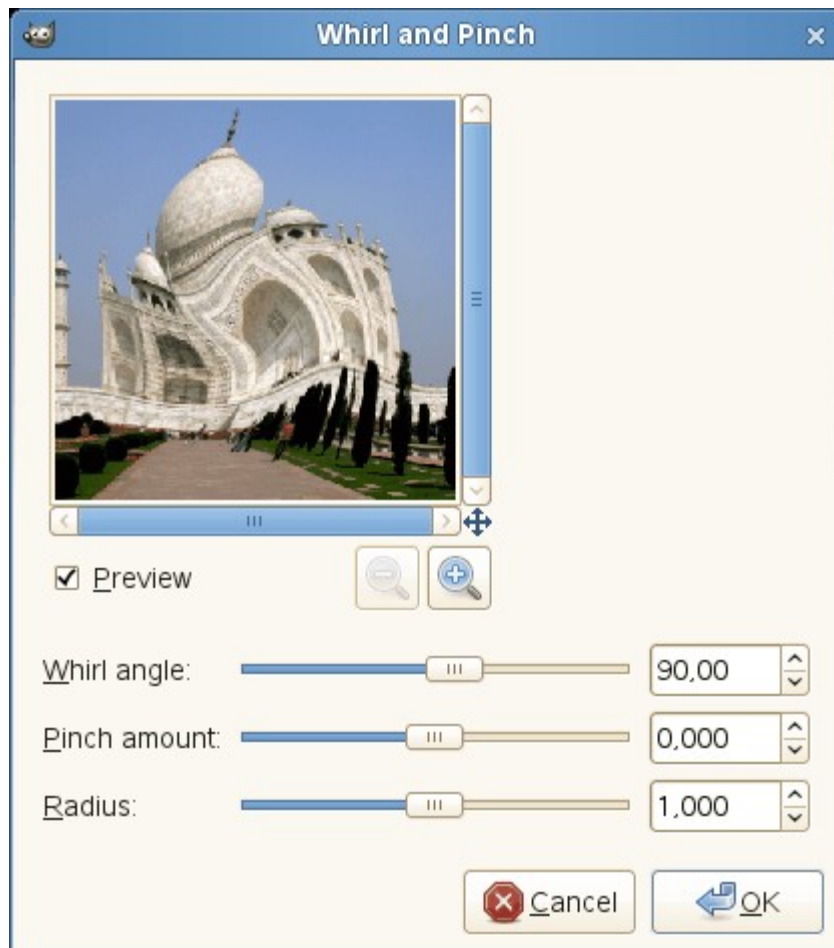 Whirl and Pinch
Preview
Whirl angle: 90,00
Pinch amount: 0,000
Radius: 1,000
Cancel OK